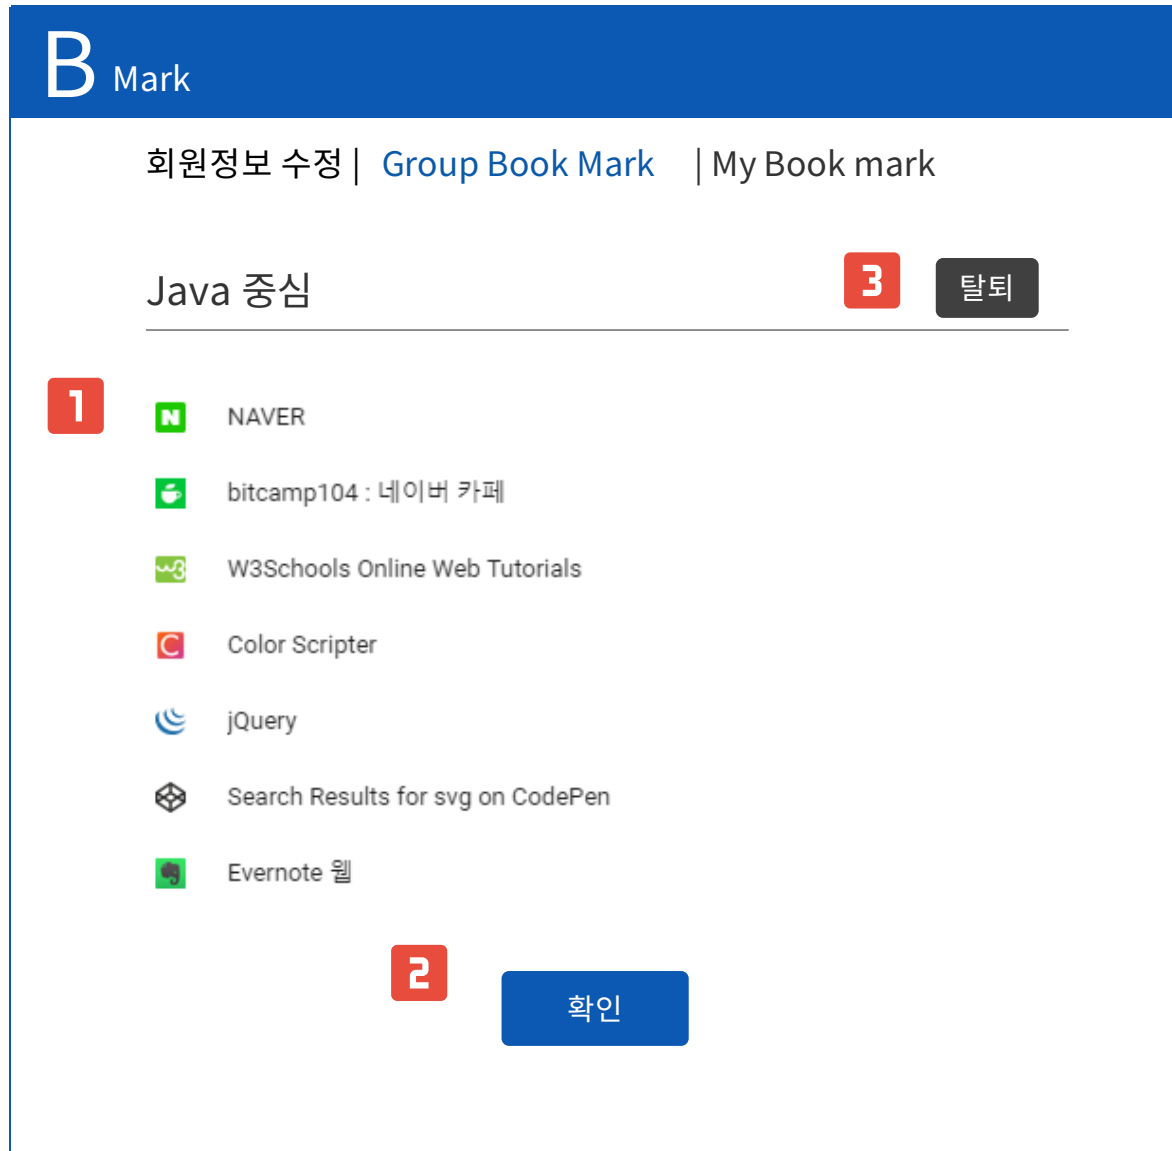 B Mark
회원정보 수정 | Group Book Mark | My Book mark
Java 중심
3
탈퇴
1
NAVER
bitcamp104 : 네이버 카페
W3Schools Online Web Tutorials
Color Scripter
jQuery
Search Results for svg on CodePen
Evernote 웹
2
확인